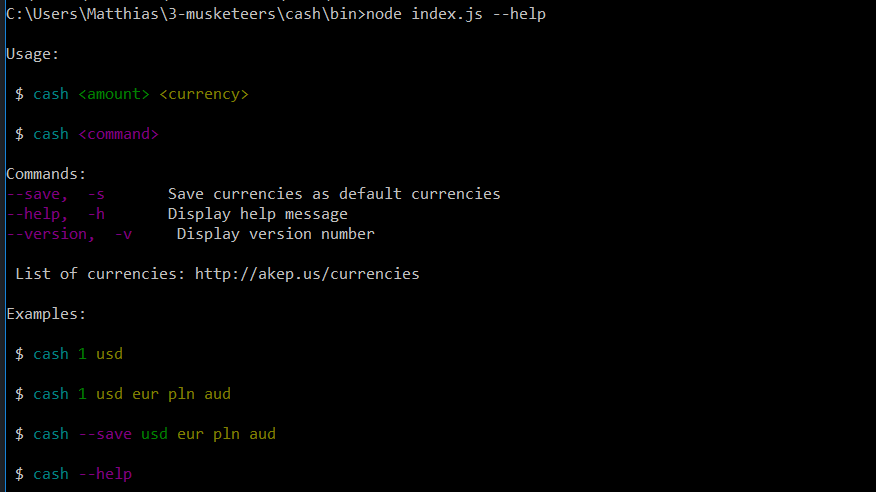 C:\Users\Matthias\3-musketeers\cash\bin>node index.js --help
Usage:
$ cash <amount> <currency>
$ cash <command>
Commands:
--save,  -s       Save currencies as default currencies
--help,  -h       Display help message
--version,  -v     Display version number
List of currencies: http://akep.us/currencies
Examples:
$ cash 1 usd
$ cash 1 usd eur pln aud
$ cash --save usd eur pln aud
$ cash --help